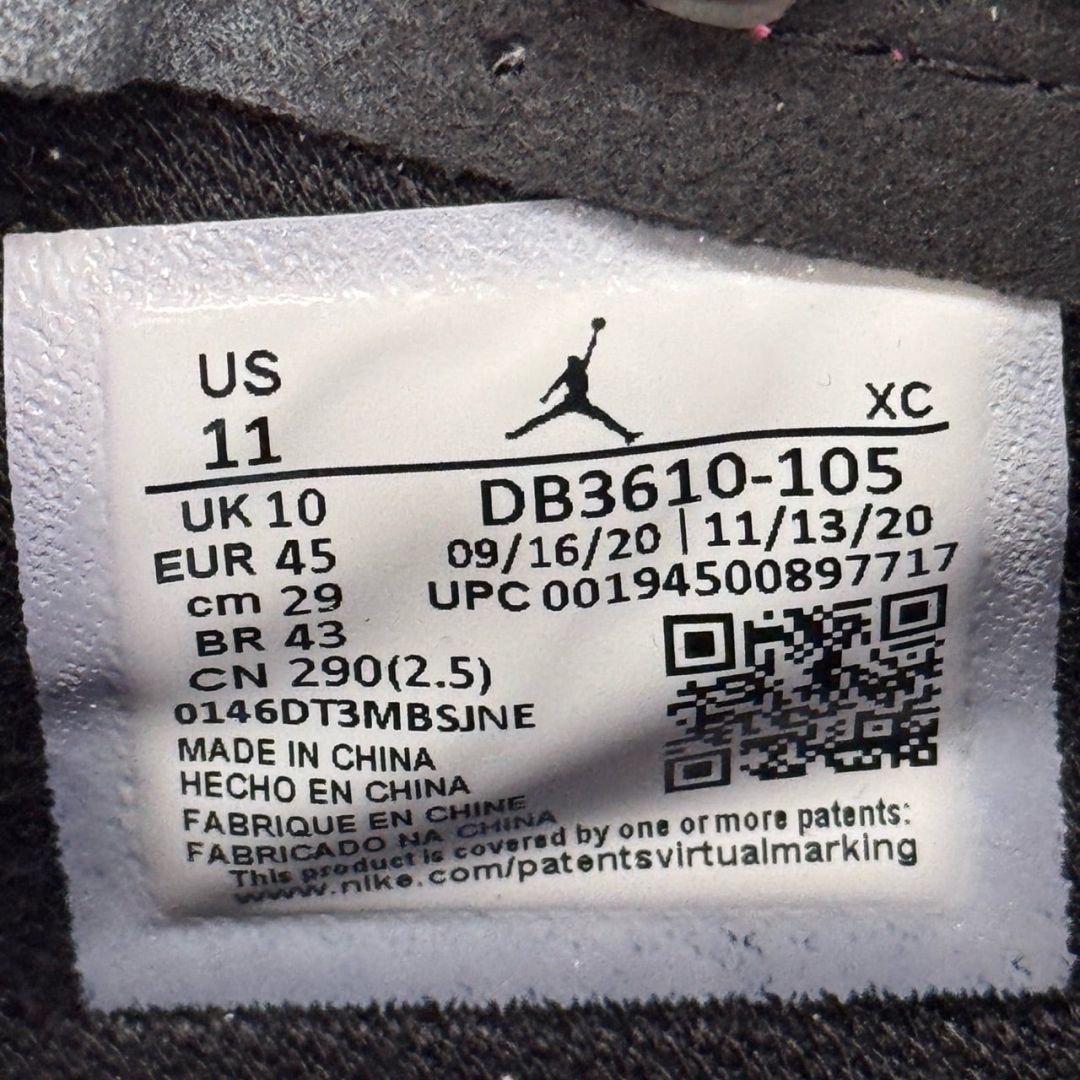 US
11
XC
UK 10
EUR 45
cm 29
BR 43
CN 290(2.5)
DB3610-105
09/16/20 | 11/13/20
UPC 00194500897717
0146DT3MBSJNE
MADE IN CHINA
HECHO EN CHINA
FABRIQUE EN CHINE
FABRICADO NA CHINA
This product is covered by one or more patents:
www.nike.com/patentsvirtualmarking